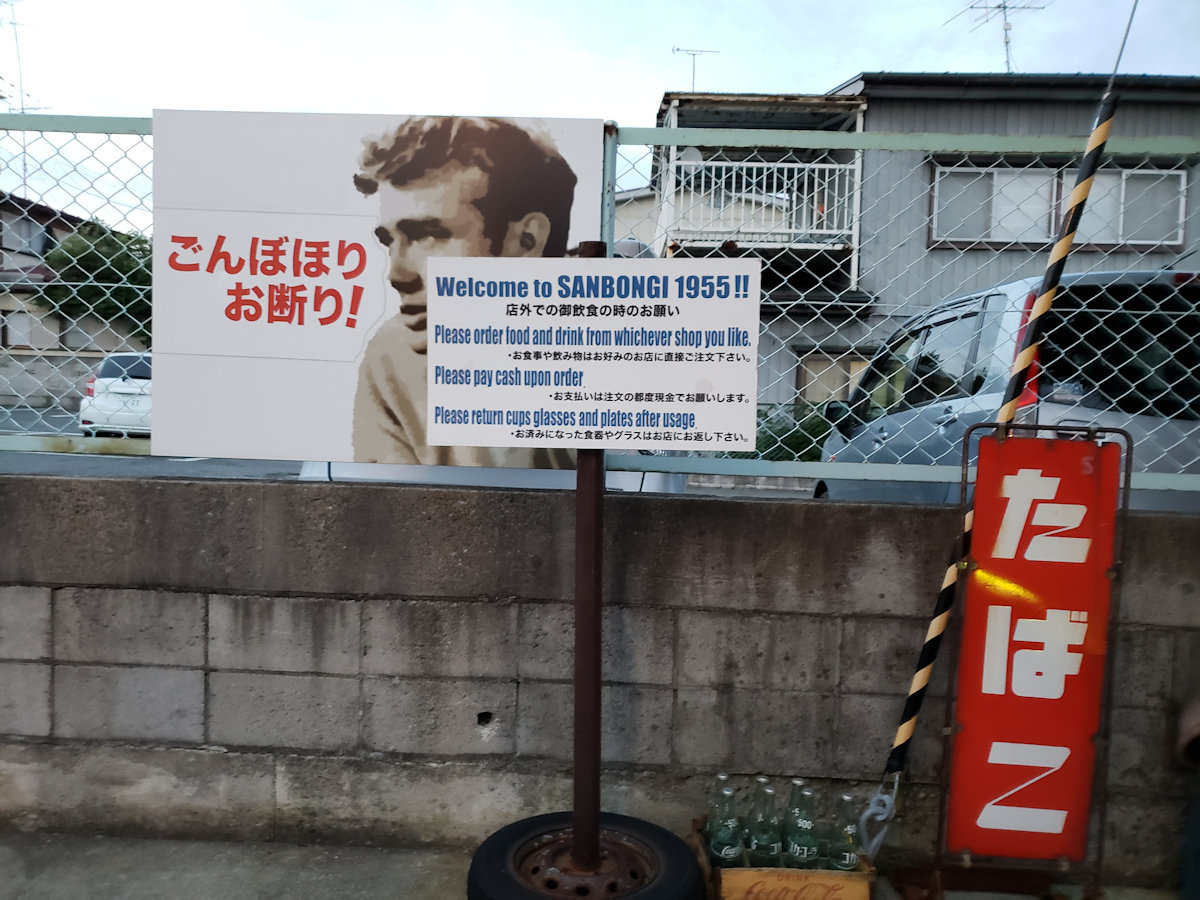 ごんぼほり
お断り!
Welcome to SANBONGI 1955!!
店外での御飲食の時のお願い
Please order food and drink from whichever shop you like.
・お食事や飲み物はお好みのお店に直接ご注文下さい。
Please pay cash upon order.
・お支払いは注文の都度現金でお願いします。
Please return cups glasses and plates after usage.
・お済みになった食器やグラスはお店にお返し下さい。
たばこ
DRINK
Coca-Cola